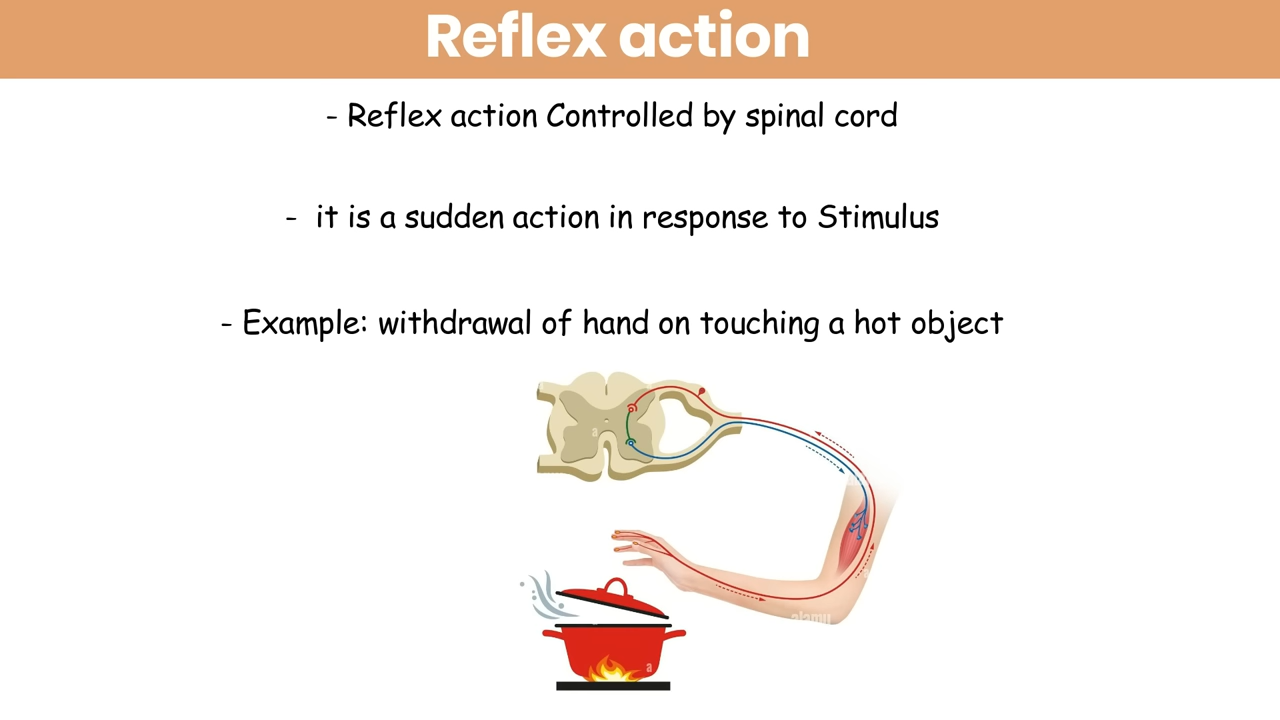 Reflex action
- Reflex action Controlled by spinal cord
- it is a sudden action in response to Stimulus
- Example: withdrawal of hand on touching a hot object
a
alamy
a